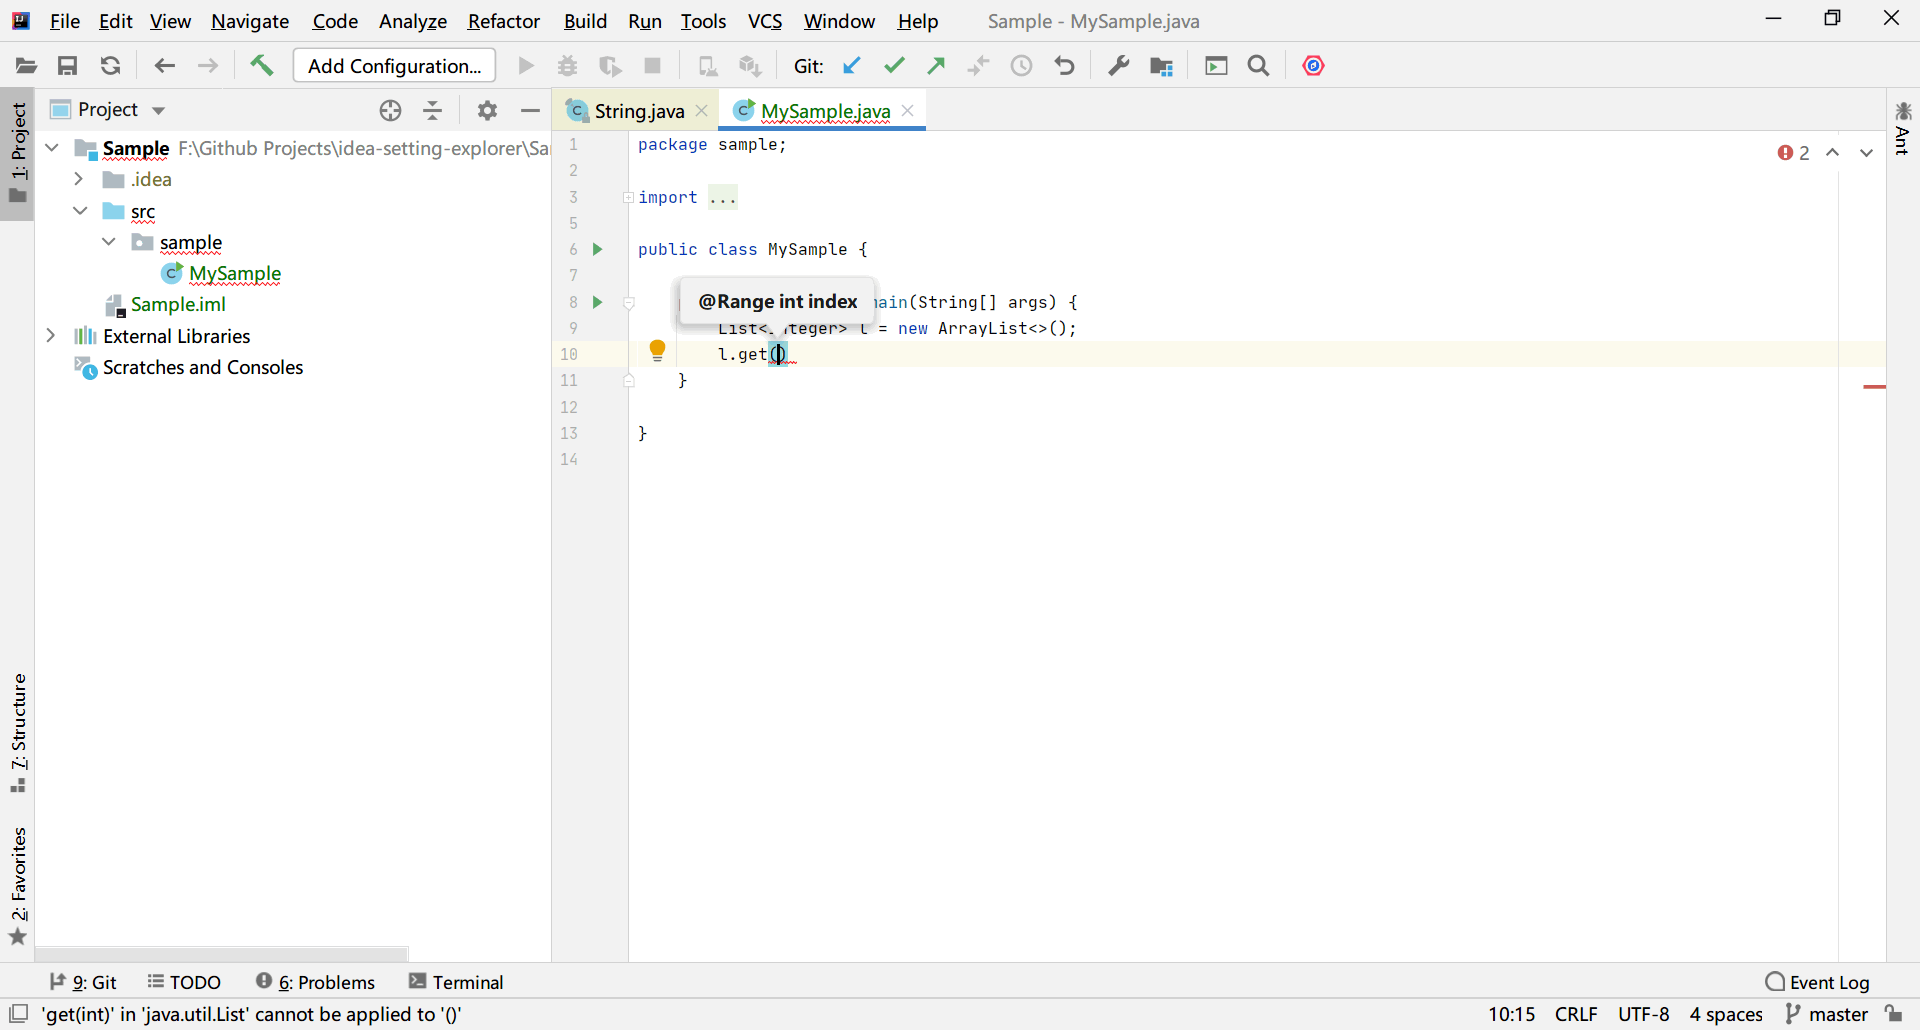 File Edit View Navigate Code Analyze Refactor Build Run Tools VCS Window Help Sample - MySample.java
Add Configuration... Git:
1: Project
Project
Sample F:\Github Projects\idea-setting-explorer\Sa
.idea
src
sample
MySample
Sample.iml
External Libraries
Scratches and Consoles
7: Structure
2: Favorites
String.java MySample.java
2
1 package sample;
2
3 import ...
5
6 public class MySample {
7
@Range int index
8 main(String[] args) {
9 List<Integer> l = new ArrayList<>();
10 l.get()
11 }
12
13 }
14
Ant
9: Git TODO 6: Problems Terminal Event Log
'get(int)' in 'java.util.List' cannot be applied to '()' 10:15 CRLF UTF-8 4 spaces master